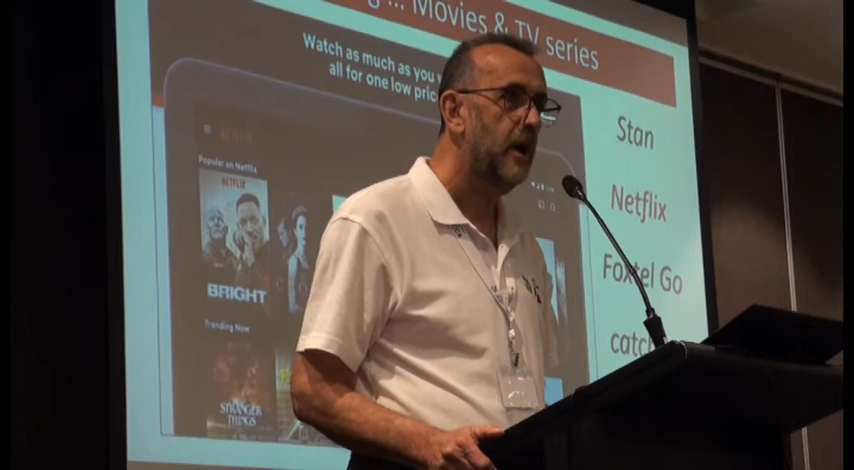 ... Movies & TV series
Watch as much as you
all for one low price
Stan
Netflix
Foxtel Go
catch
NETFLIX
Popular on Netflix
NETFLIX
BRIGHT
Trending Now
STRANGER
THINGS